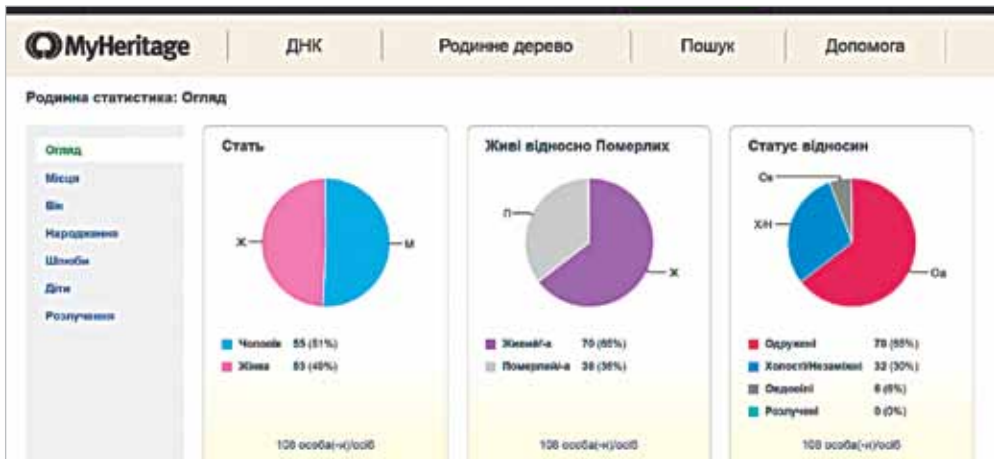 MyHeritage ДНК Родинне дерево Пошук Допомога
Родинна статистика: Огляд
Огляд
Місця
Вік
Народження
Шлюби
Діти
Розлучення
Стать
Ж
М
Чоловік 55 (51%)
Жінка 53 (49%)
108 особа(-и)/осіб
Живі відносно Померлих
П
Ж
Живий/-а 70 (65%)
Померлий/-а 38 (35%)
108 особа(-и)/осіб
Статус відносин
Ов
Х/Н
Од
Одружені 70 (65%)
Холості/Незаміжні 32 (30%)
Овдовілі 6 (6%)
Розлучені 0 (0%)
108 особа(-и)/осіб